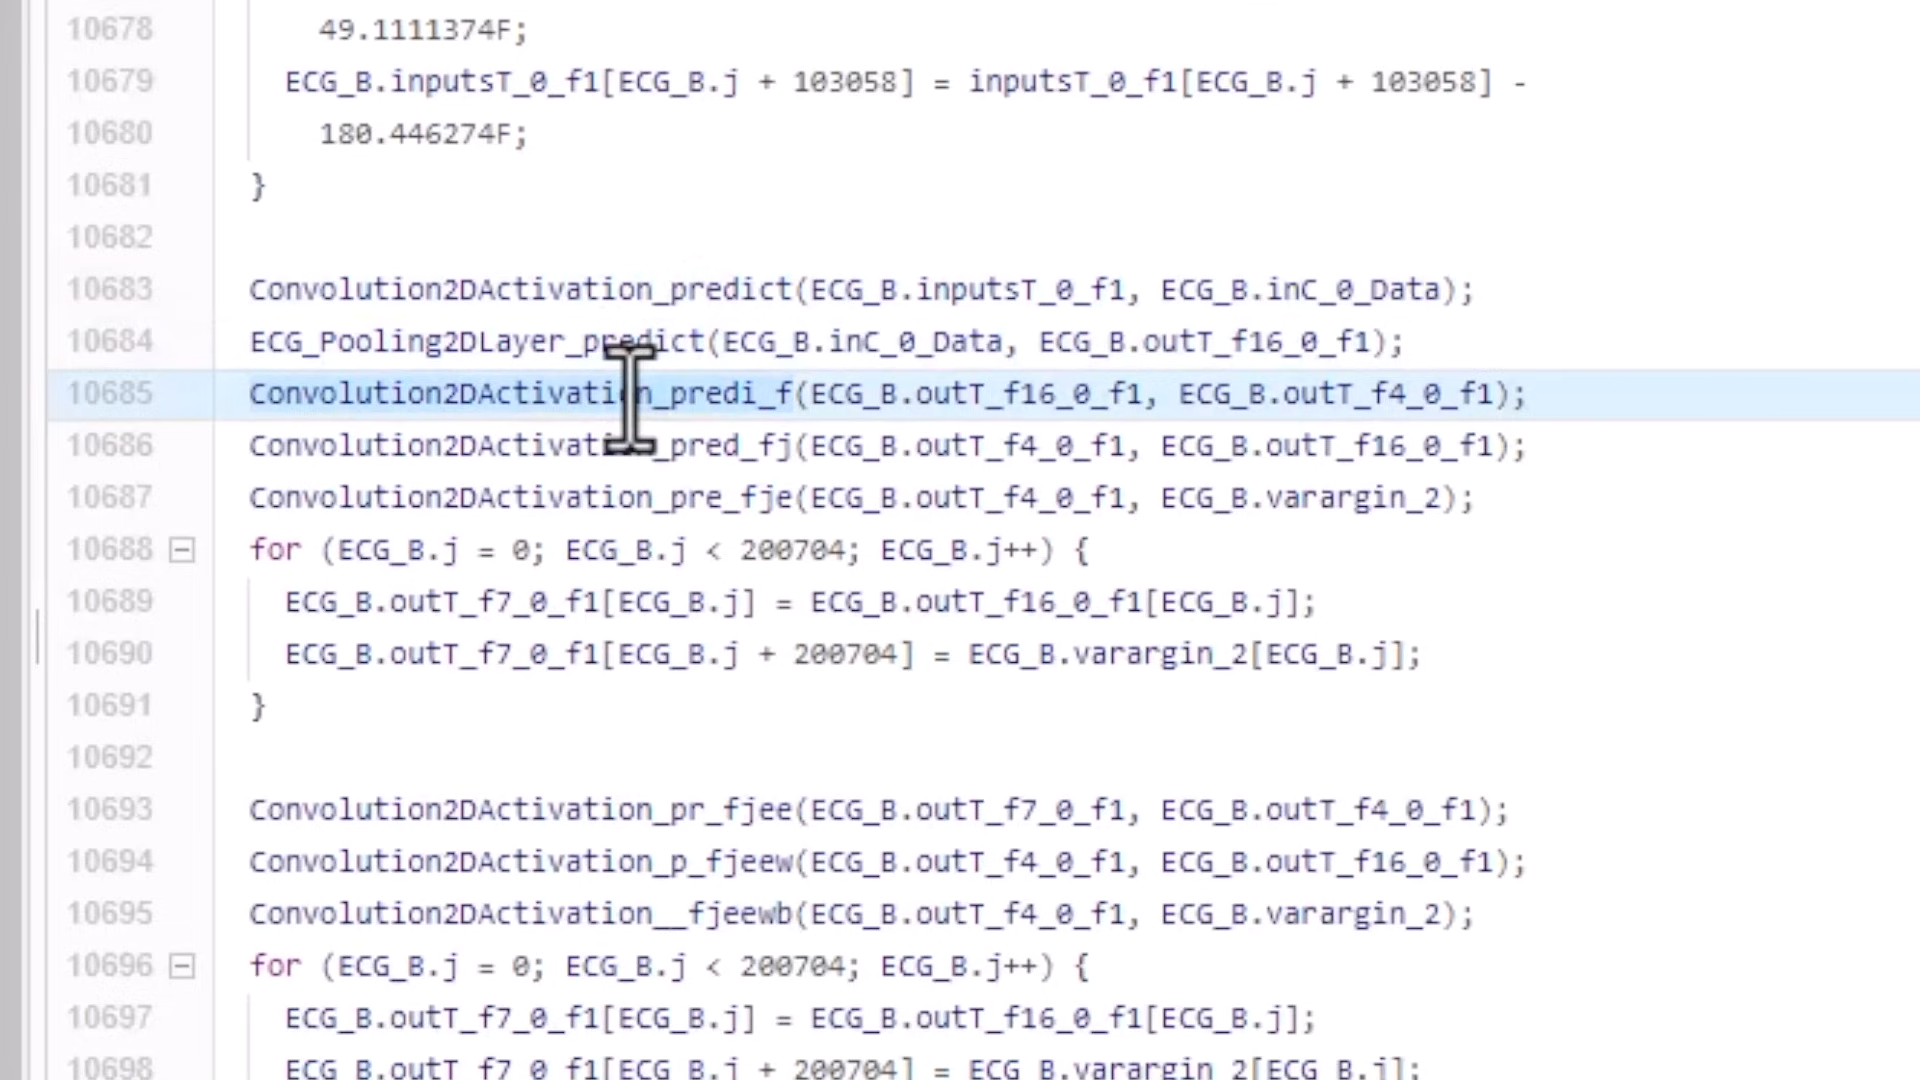 10678 49.1111374F;
10679 ECG_B.inputsT_0_f1[ECG_B.j + 103058] = inputsT_0_f1[ECG_B.j + 103058] -
10680 180.446274F;
10681 }
10682
10683 Convolution2DActivation_predict(ECG_B.inputsT_0_f1, ECG_B.inC_0_Data);
10684 ECG_Pooling2DLayer_predict(ECG_B.inC_0_Data, ECG_B.outT_f16_0_f1);
10685 Convolution2DActivation_predi_f(ECG_B.outT_f16_0_f1, ECG_B.outT_f4_0_f1);
10686 Convolution2DActivation_pred_fj(ECG_B.outT_f4_0_f1, ECG_B.outT_f16_0_f1);
10687 Convolution2DActivation_pre_fje(ECG_B.outT_f4_0_f1, ECG_B.varargin_2);
10688 for (ECG_B.j = 0; ECG_B.j < 200704; ECG_B.j++) {
10689 ECG_B.outT_f7_0_f1[ECG_B.j] = ECG_B.outT_f16_0_f1[ECG_B.j];
10690 ECG_B.outT_f7_0_f1[ECG_B.j + 200704] = ECG_B.varargin_2[ECG_B.j];
10691 }
10692
10693 Convolution2DActivation_pr_fjee(ECG_B.outT_f7_0_f1, ECG_B.outT_f4_0_f1);
10694 Convolution2DActivation_p_fjeew(ECG_B.outT_f4_0_f1, ECG_B.outT_f16_0_f1);
10695 Convolution2DActivation__fjeewb(ECG_B.outT_f4_0_f1, ECG_B.varargin_2);
10696 for (ECG_B.j = 0; ECG_B.j < 200704; ECG_B.j++) {
10697 ECG_B.outT_f7_0_f1[ECG_B.j] = ECG_B.outT_f16_0_f1[ECG_B.j];
10698 ECG_B.outT_f7_0_f1[ECG_B.j + 200704] = ECG_B.varargin_2[ECG_B.j];